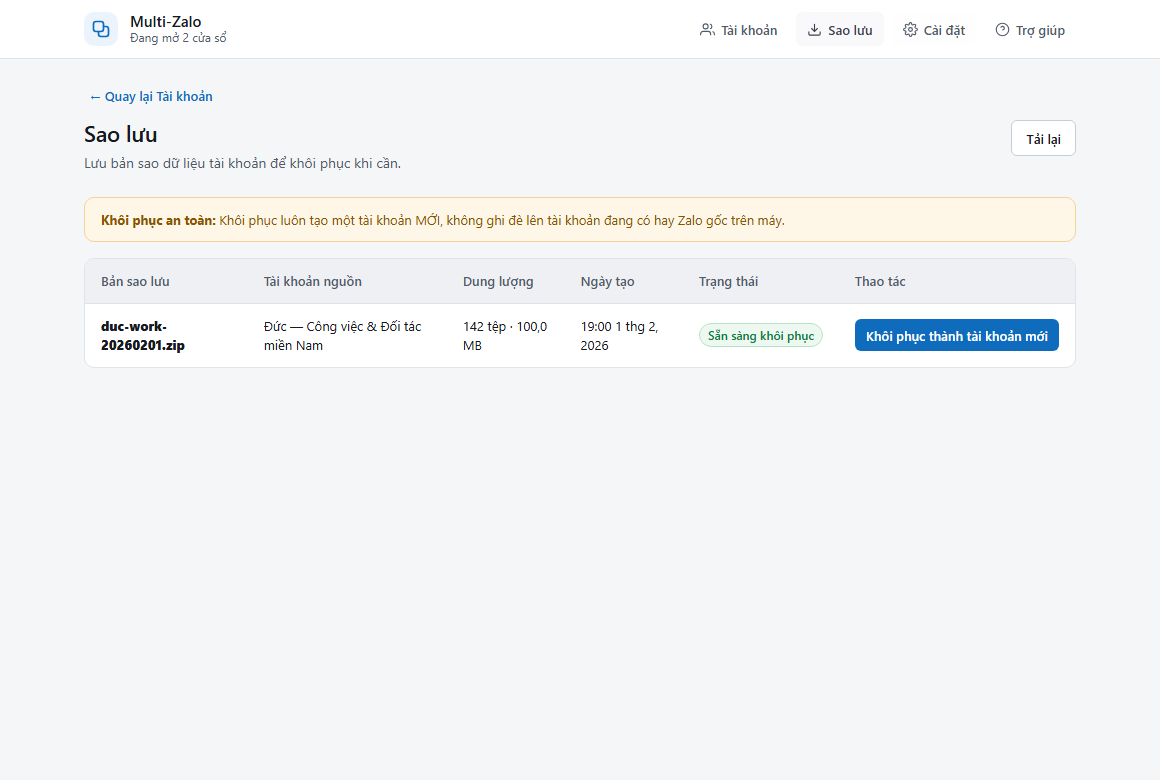 Multi-Zalo
Đang mở 2 cửa sổ
Tài khoản
Sao lưu
Cài đặt
Trợ giúp
← Quay lại Tài khoản
Sao lưu
Lưu bản sao dữ liệu tài khoản để khôi phục khi cần.
Tải lại
Khôi phục an toàn: Khôi phục luôn tạo một tài khoản MỚI, không ghi đè lên tài khoản đang có hay Zalo gốc trên máy.
Bản sao lưu
Tài khoản nguồn
Dung lượng
Ngày tạo
Trạng thái
Thao tác
duc-work-
20260201.zip
Đức — Công việc & Đối tác
miền Nam
142 tệp · 100,0
MB
19:00 1 thg 2,
2026
Sẵn sàng khôi phục
Khôi phục thành tài khoản mới